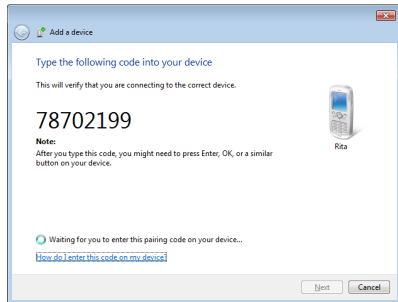 Add a device
Type the following code into your device
This will verify that you are connecting to the correct device.
78702199
Note:
After you type this code, you might need to press Enter, OK, or a similar
button on your device.
Rita
Waiting for you to enter this pairing code on your device...
How do I enter this code on my device?
Next Cancel